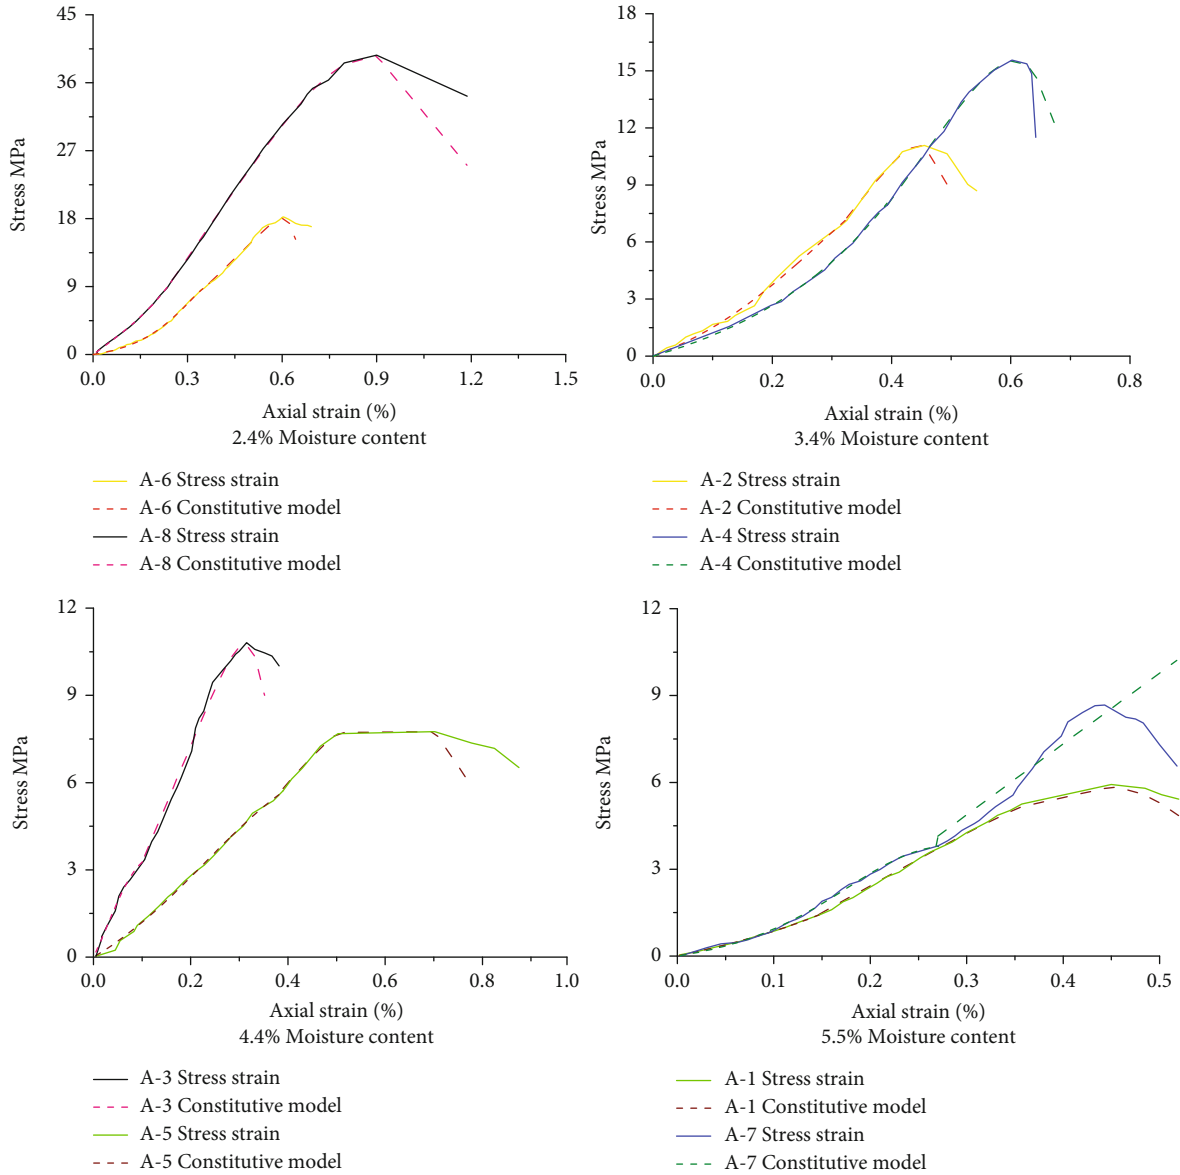 45
36
27
18
9
0
Stress MPa
0.0 0.3 0.6 0.9 1.2 1.5
Axial strain (%)
2.4% Moisture content
A-6 Stress strain
A-6 Constitutive model
A-8 Stress strain
A-8 Constitutive model
18
15
12
9
6
3
0
Stress MPa
0.0 0.2 0.4 0.6 0.8
Axial strain (%)
3.4% Moisture content
A-2 Stress strain
A-2 Constitutive model
A-4 Stress strain
A-4 Constitutive model
12
9
6
3
0
Stress MPa
0.0 0.2 0.4 0.6 0.8 1.0
Axial strain (%)
4.4% Moisture content
A-3 Stress strain
A-3 Constitutive model
A-5 Stress strain
A-5 Constitutive model
12
9
6
3
0
Stress MPa
0.0 0.1 0.2 0.3 0.4 0.5
Axial strain (%)
5.5% Moisture content
A-1 Stress strain
A-1 Constitutive model
A-7 Stress strain
A-7 Constitutive model